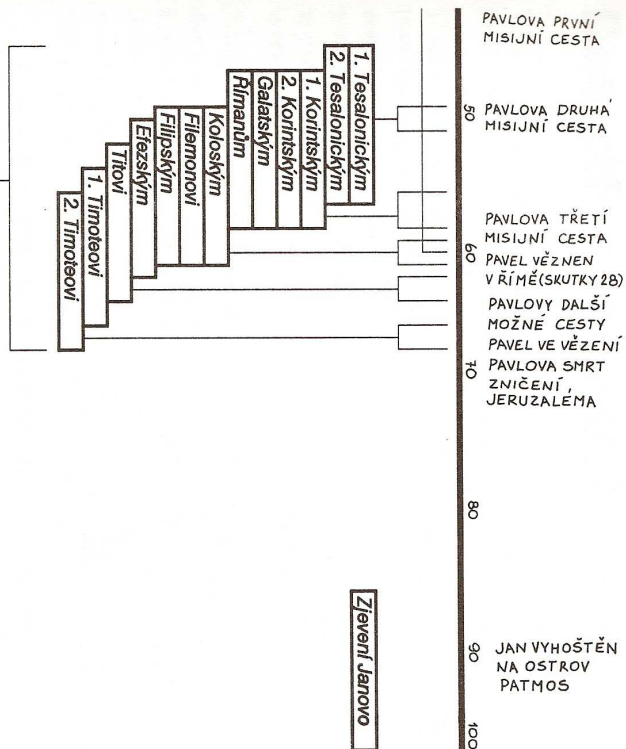 PAVLOVA PRVNÍ
MISIJNÍ CESTA
50
PAVLOVA DRUHÁ
MISIJNÍ CESTA
PAVLOVA TŘETÍ
MISIJNÍ CESTA
60
PAVEL VĚZNEN
V ŘÍMĚ (SKUTKY 28)
PAVLOVY DALŠÍ
MOŽNÉ CESTY
PAVEL VE VĚZENÍ
70
PAVLOVA SMRT
ZNIČENÍ
JERUZALÉMA
80
90
JAN VYHOŠTĚN
NA OSTROV
PATMOS
100
1. Tesalonickým
2. Tesalonickým
1. Korintským
2. Korintským
Galatským
Římanům
Koloským
Filemonovi
Filipským
Efezským
Titovi
1. Timoteovi
2. Timoteovi
Zjevení Janovo